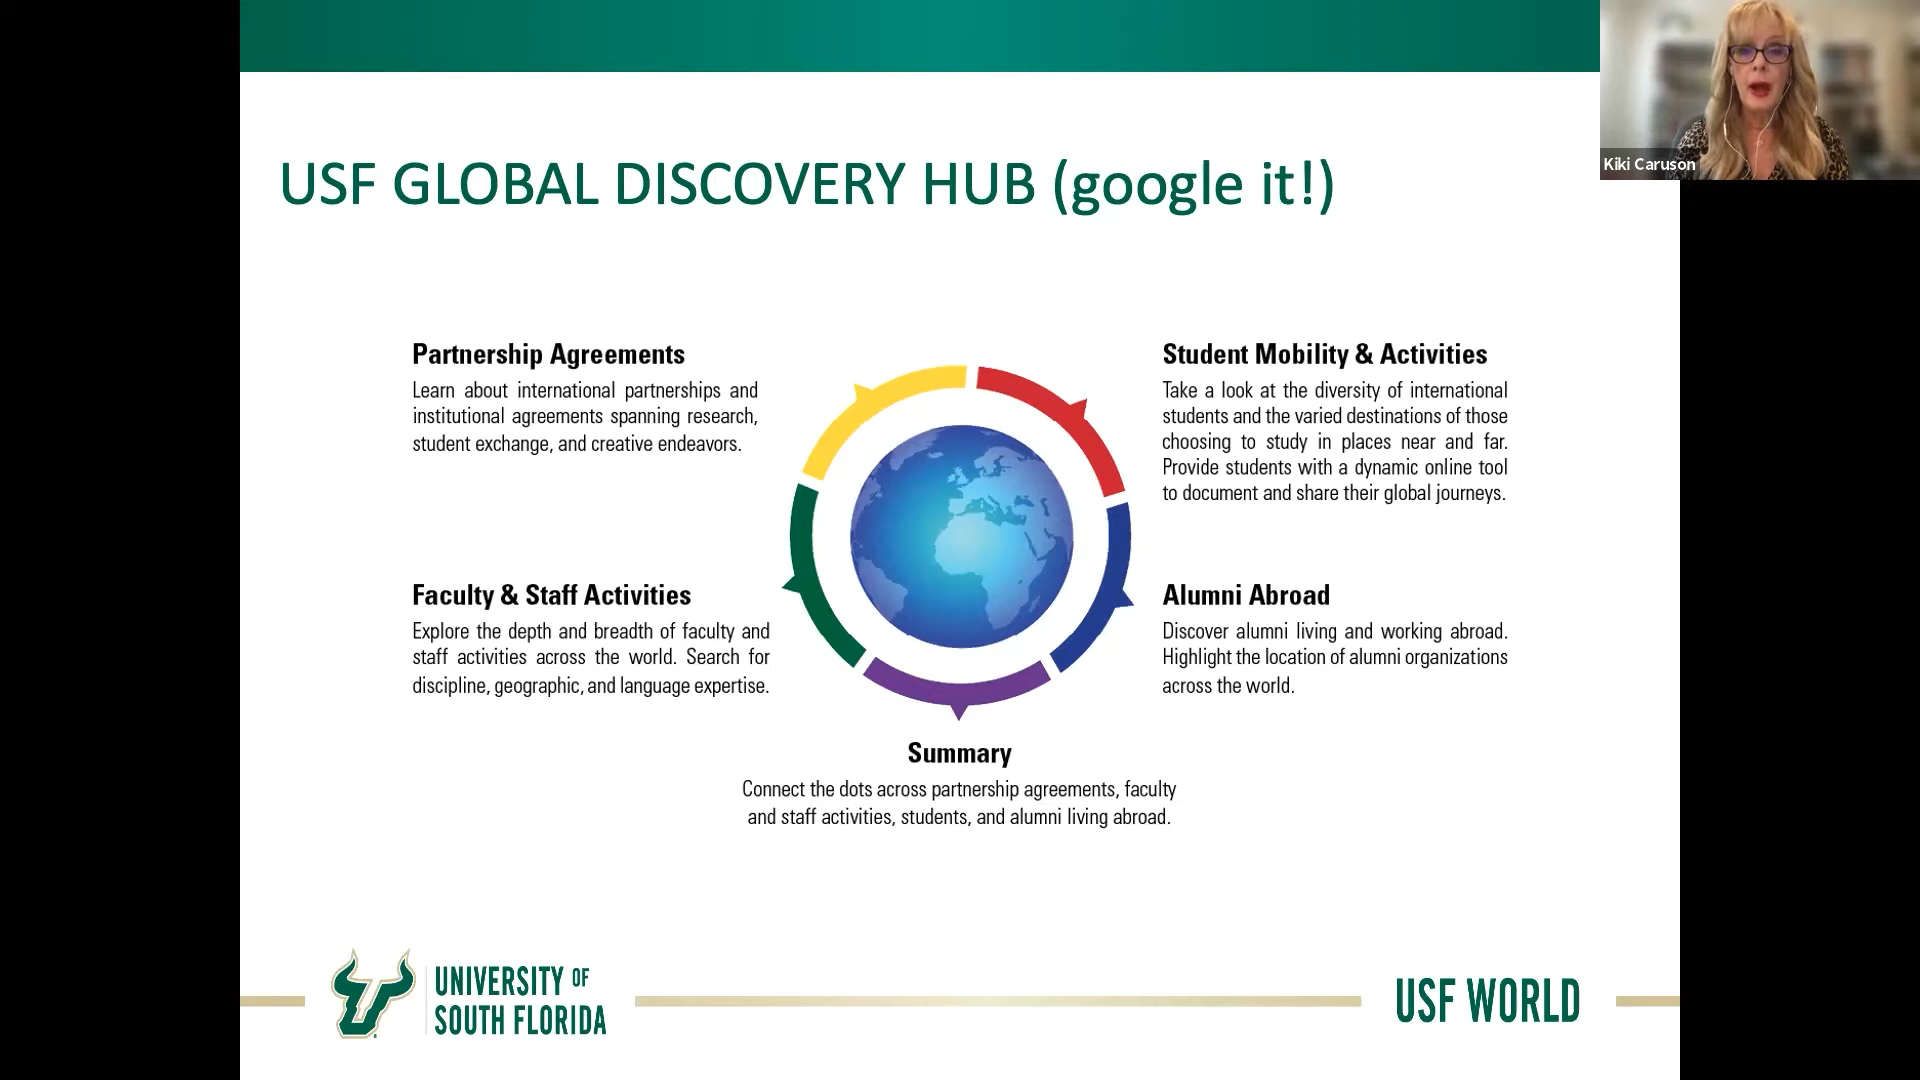 USF GLOBAL DISCOVERY HUB (google it!)
Kiki Caruson
Partnership Agreements
Learn about international partnerships and
institutional agreements spanning research,
student exchange, and creative endeavors.
Student Mobility & Activities
Take a look at the diversity of international
students and the varied destinations of those
choosing to study in places near and far.
Provide students with a dynamic online tool
to document and share their global journeys.
Faculty & Staff Activities
Explore the depth and breadth of faculty and
staff activities across the world. Search for
discipline, geographic, and language expertise.
Alumni Abroad
Discover alumni living and working abroad.
Highlight the location of alumni organizations
across the world.
Summary
Connect the dots across partnership agreements, faculty
and staff activities, students, and alumni living abroad.
UNIVERSITY OF
SOUTH FLORIDA
USF WORLD